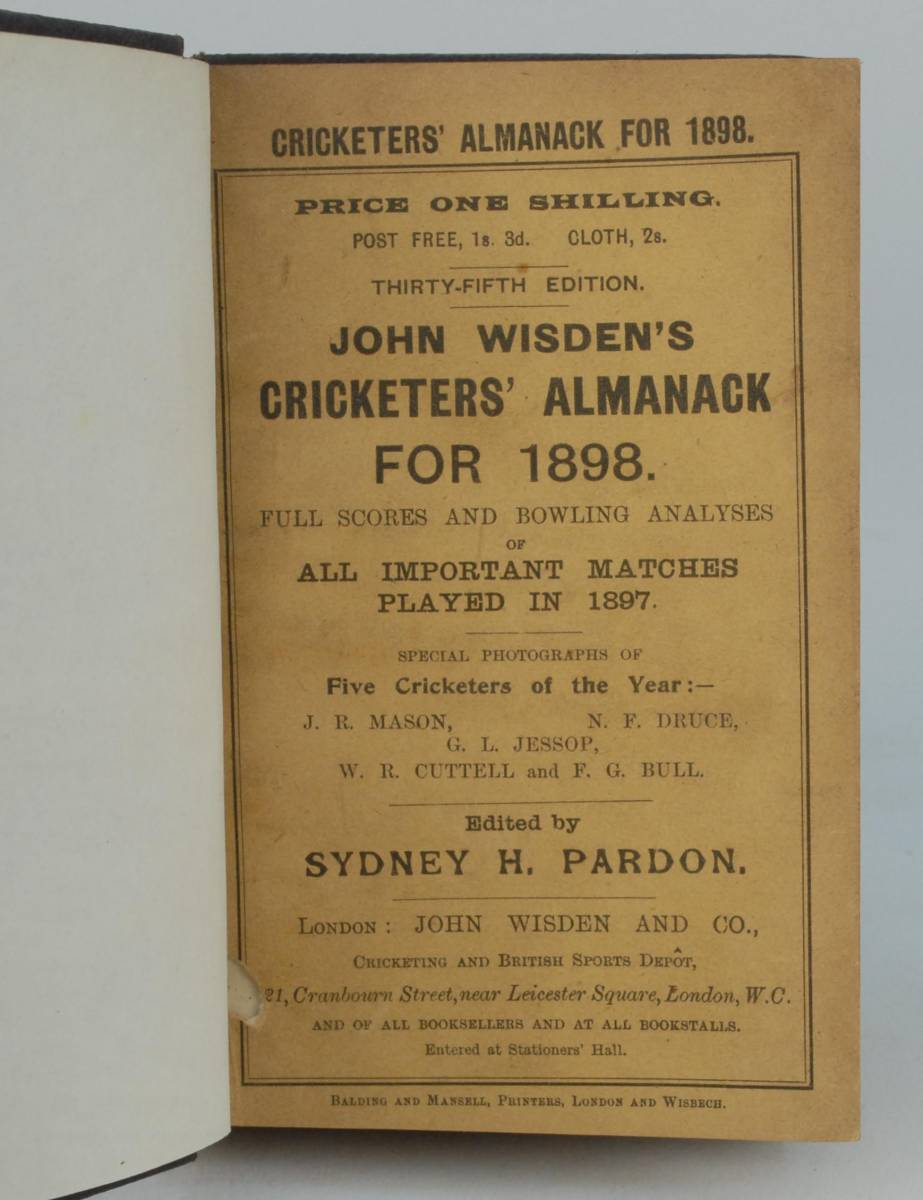 CRICKETERS' ALMANACK FOR 1898.
PRICE ONE SHILLING.
POST FREE, 1s. 3d. CLOTH, 2s.
THIRTY-FIFTH EDITION.
JOHN WISDEN'S
CRICKETERS' ALMANACK
FOR 1898.
FULL SCORES AND BOWLING ANALYSES
OF
ALL IMPORTANT MATCHES
PLAYED IN 1897.
SPECIAL PHOTOGRAPHS OF
Five Cricketers of the Year:—
J. R. MASON, N. F. DRUCE,
G. L. JESSOP,
W. R. CUTTELL and F. G. BULL.
Edited by
SYDNEY H. PARDON.
LONDON: JOHN WISDEN AND CO.,
CRICKETING AND BRITISH SPORTS DEPÔT,
21, Cranbourn Street, near Leicester Square, London, W.C.
AND OF ALL BOOKSELLERS AND AT ALL BOOKSTALLS.
Entered at Stationers' Hall.
BALDING AND MANSELL, PRINTERS, LONDON AND WISBECH.